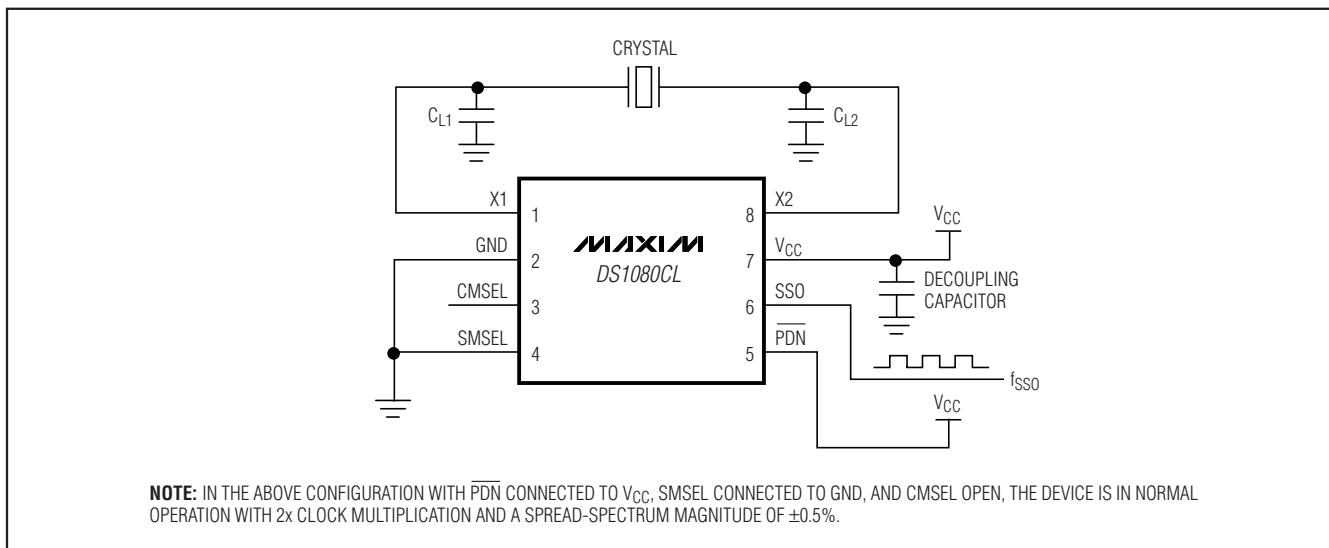 CRYSTAL
CL1
CL2
X1
1
8
X2
GND
2
MAXIM
DS1080CL
7
VCC
VCC
CMSEL
3
6
SSO
DECOUPLING
CAPACITOR
SMSEL
4
5
PDN
fSSO
VCC
NOTE: IN THE ABOVE CONFIGURATION WITH PDN CONNECTED TO VCC, SMSEL CONNECTED TO GND, AND CMSEL OPEN, THE DEVICE IS IN NORMAL
OPERATION WITH 2x CLOCK MULTIPLICATION AND A SPREAD-SPECTRUM MAGNITUDE OF ±0.5%.